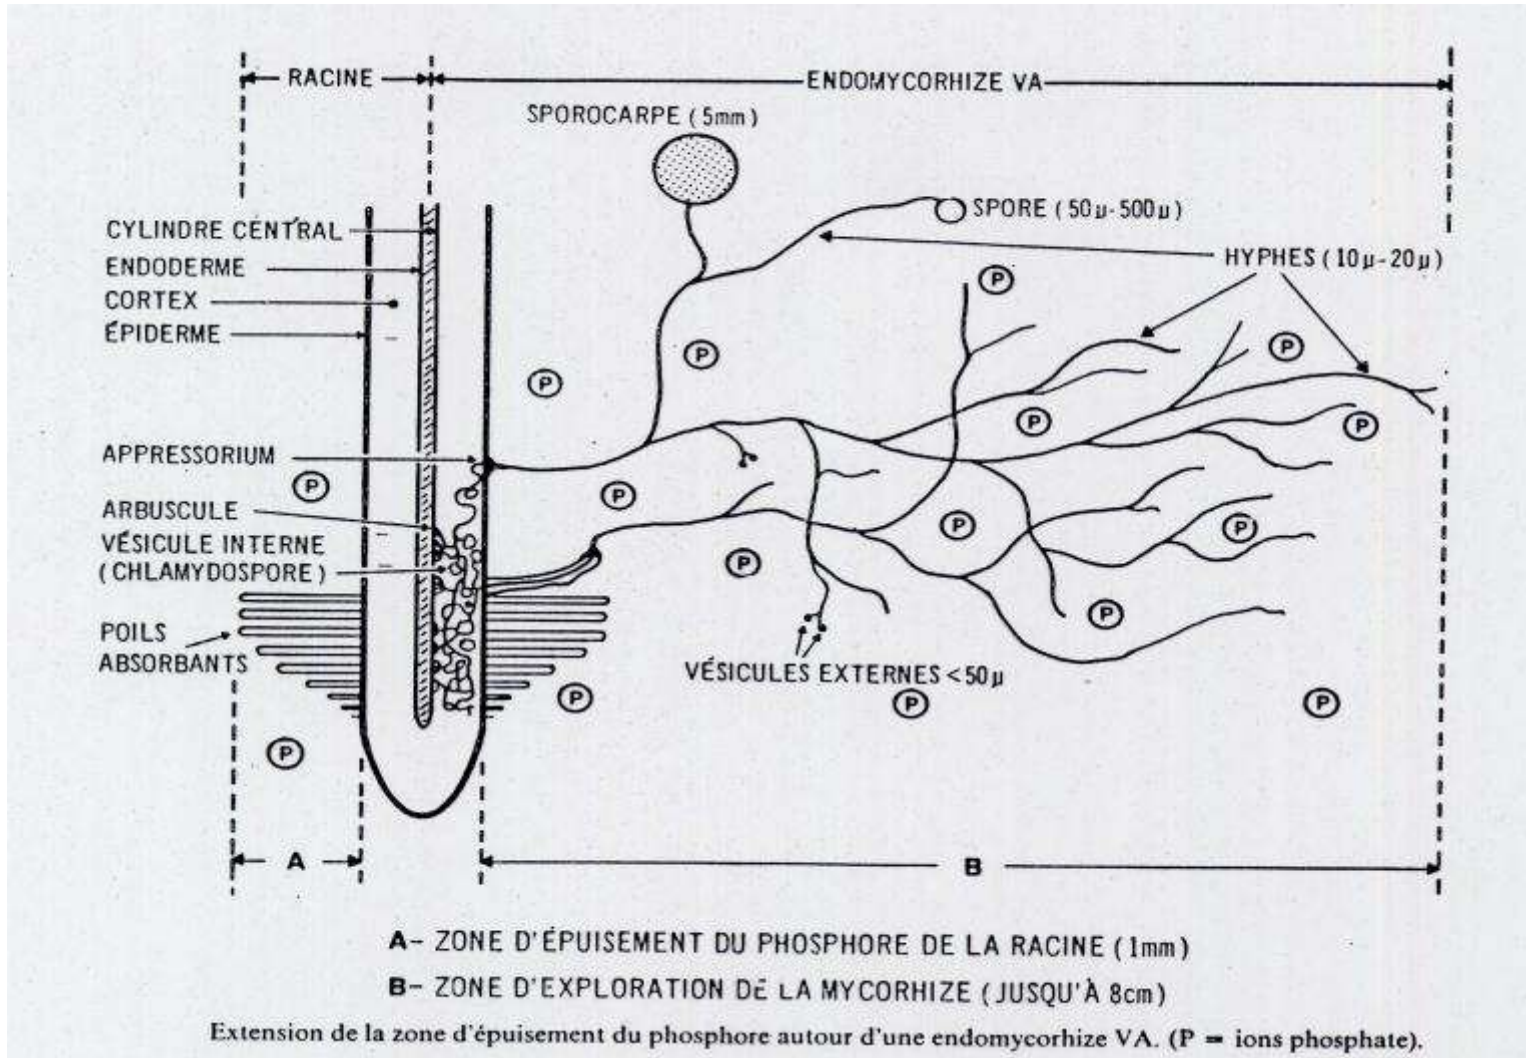 RACINE
ENDOMYCORHIZE VA
SPOROCARPE (5mm)
SPORE (50µ-500µ)
CYLINDRE CENTRAL
HYPHES (10µ-20µ)
ENDODERME
P
CORTEX
ÉPIDERME
P
P
P
P
P
APPRESSORIUM
P
P
ARBUSCULE
P
P
VÉSICULE INTERNE
P
(CHLAMYDOSPORE)
P
POILS
ABSORBANTS
VÉSICULES EXTERNES <50µ
P
P
P
P
A
B
A- ZONE D'ÉPUISEMENT DU PHOSPHORE DE LA RACINE (1mm)
B- ZONE D'EXPLORATION DE LA MYCORHIZE (JUSQU'À 8cm)
Extension de la zone d'épuisement du phosphore autour d'une endomycorhize VA. (P = ions phosphate).